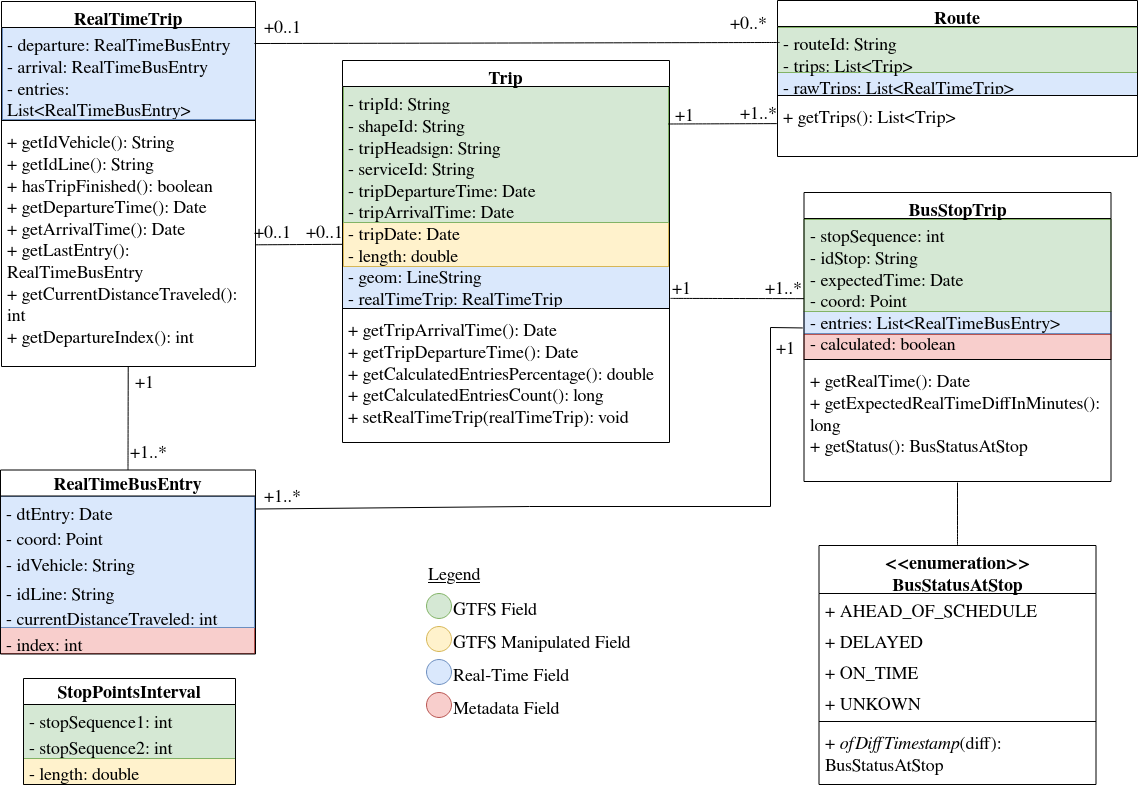 RealTimeTrip
- departure: RealTimeBusEntry
- arrival: RealTimeBusEntry
- entries:
List<RealTimeBusEntry>
+ getIdVehicle(): String
+ getIdLine(): String
+ hasTripFinished(): boolean
+ getDepartureTime(): Date
+ getArrivalTime(): Date
+ getLastEntry():
RealTimeBusEntry
+ getCurrentDistanceTraveled():
int
+ getDepartureIndex(): int
+0..1
+0..*
Route
- routeId: String
- trips: List<Trip>
- rawTrips: List<RealTimeTrip>
+ getTrips(): List<Trip>
Trip
- tripId: String
- shapeId: String
- tripHeadsign: String
- serviceId: String
- tripDepartureTime: Date
- tripArrivalTime: Date
- tripDate: Date
- length: double
- geom: LineString
- realTimeTrip: RealTimeTrip
+ getTripArrivalTime(): Date
+ getTripDepartureTime(): Date
+ getCalculatedEntriesPercentage(): double
+ getCalculatedEntriesCount(): long
+ setRealTimeTrip(realTimeTrip): void
+1
+1..*
+0..1
+0..1
+1
+1..*
BusStopTrip
- stopSequence: int
- idStop: String
- expectedTime: Date
- coord: Point
- entries: List<RealTimeBusEntry>
- calculated: boolean
+ getRealTime(): Date
+ getExpectedRealTimeDiffInMinutes():
long
+ getStatus(): BusStatusAtStop
+1
+1
+1..*
+1..*
RealTimeBusEntry
- dtEntry: Date
- coord: Point
- idVehicle: String
- idLine: String
- currentDistanceTraveled: int
- index: int
StopPointsInterval
- stopSequence1: int
- stopSequence2: int
- length: double
Legend
GTFS Field
GTFS Manipulated Field
Real-Time Field
Metadata Field
<<enumeration>>
BusStatusAtStop
+ AHEAD_OF_SCHEDULE
+ DELAYED
+ ON_TIME
+ UNKOWN
+ ofDiffTimestamp(diff):
BusStatusAtStop